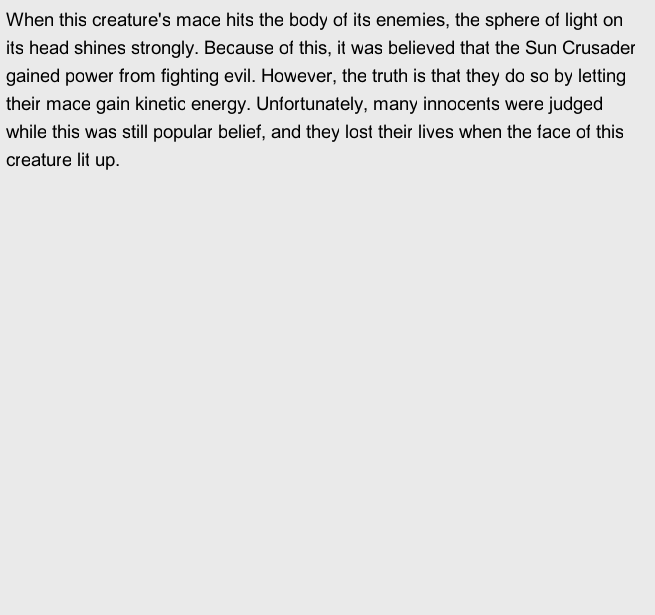 When this creature's mace hits the body of its enemies, the sphere of light on
its head shines strongly. Because of this, it was believed that the Sun Crusader
gained power from fighting evil. However, the truth is that they do so by letting
their mace gain kinetic energy. Unfortunately, many innocents were judged
while this was still popular belief, and they lost their lives when the face of this
creature lit up.